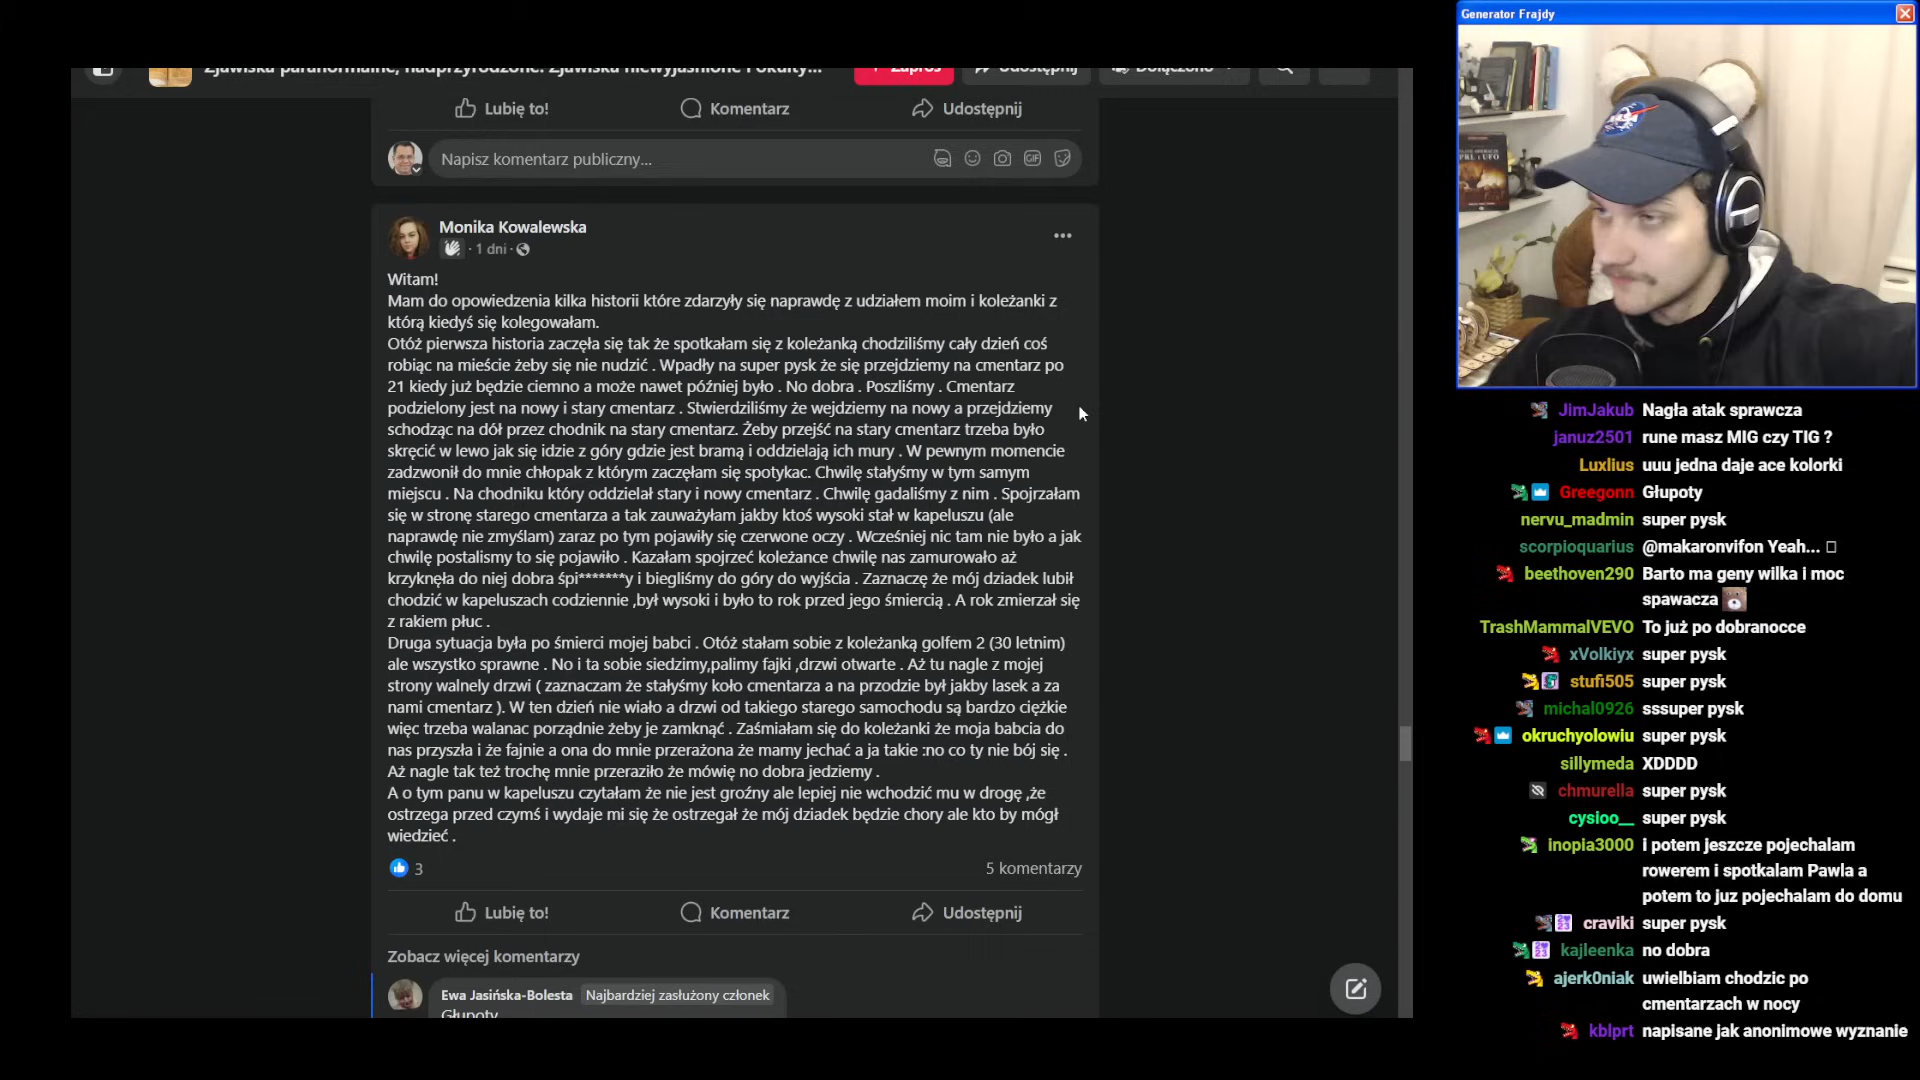 Generator Frajdy
Zjawiska paranormalne, nadprzyrodzone. Zjawiska niewyjaśnione i okulty...
Zaproś
Udostępnij
Dołączono
Lubię to!
Komentarz
Udostępnij
Napisz komentarz publiczny...
GIF
Monika Kowalewska
· 1 dni ·
Witam!
Mam do opowiedzenia kilka historii które zdarzyły się naprawdę z udziałem moim i koleżanki z
którą kiedyś się kolegowałam.
Otóż pierwsza historia zaczęła się tak że spotkałam się z koleżanką chodziliśmy cały dzień coś
robiąc na mieście żeby się nie nudzić . Wpadły na super pysk że się przejdziemy na cmentarz po
21 kiedy już będzie ciemno a może nawet później było . No dobra . Poszliśmy . Cmentarz
podzielony jest na nowy i stary cmentarz . Stwierdziliśmy że wejdziemy na nowy a przejdziemy
schodząc na dół przez chodnik na stary cmentarz. Żeby przejść na stary cmentarz trzeba było
skręcić w lewo jak się idzie z góry gdzie jest bramą i oddzielają ich mury . W pewnym momencie
zadzwonił do mnie chłopak z którym zaczęłam się spotykac. Chwilę stałyśmy w tym samym
miejscu . Na chodniku który oddzielał stary i nowy cmentarz . Chwilę gadaliśmy z nim . Spojrzałam
się w stronę starego cmentarza a tak zauważyłam jakby ktoś wysoki stał w kapeluszu (ale
naprawdę nie zmyślam) zaraz po tym pojawiły się czerwone oczy . Wcześniej nic tam nie było a jak
chwilę postalismy to się pojawiło . Kazałam spojrzeć koleżance chwilę nas zamurowało aż
krzyknęła do niej dobra śpi*******y i biegliśmy do góry do wyjścia . Zaznaczę że mój dziadek lubił
chodzić w kapeluszach codziennie ,był wysoki i było to rok przed jego śmiercią . A rok zmierzał się
z rakiem płuc .
Druga sytuacja była po śmierci mojej babci . Otóż stałam sobie z koleżanką golfem 2 (30 letnim)
ale wszystko sprawne . No i ta sobie siedzimy,palimy fajki ,drzwi otwarte . Aż tu nagle z mojej
strony walnely drzwi ( zaznaczam że stałyśmy koło cmentarza a na przodzie był jakby lasek a za
nami cmentarz ). W ten dzień nie wiało a drzwi od takiego starego samochodu są bardzo ciężkie
więc trzeba walanac porządnie żeby je zamknąć . Zaśmiałam się do koleżanki że moja babcia do
nas przyszła i że fajnie a ona do mnie przerażona że mamy jechać a ja takie :no co ty nie bój się .
Aż nagle tak też trochę mnie przeraziło że mówię no dobra jedziemy .
A o tym panu w kapeluszu czytałam że nie jest groźny ale lepiej nie wchodzić mu w drogę ,że
ostrzega przed czymś i wydaje mi się że ostrzegał że mój dziadek będzie chory ale kto by mógł
wiedzieć .
3
5 komentarzy
Lubię to!
Komentarz
Udostępnij
Zobacz więcej komentarzy
Ewa Jasińska-Bolesta Najbardziej zasłużony członek
Głupoty
JimJakub Nagła atak sprawcza
januz2501 rune masz MIG czy TIG ?
Luxlius uuu jedna daje ace kolorki
Greegonn Głupoty
nervu_madmin super pysk
scorpioquarius @makaronvifon Yeah...
beethoven290 Barto ma geny wilka i moc
spawacza
TrashMammalVEVO To już po dobranocce
xVolkiyx super pysk
stufi505 super pysk
michal0926 sssuper pysk
okruchyolowiu super pysk
sillymeda XDDDD
chmurella super pysk
cysioo__ super pysk
inopia3000 i potem jeszcze pojechalam
rowerem i spotkalam Pawla a
potem to juz pojechalam do domu
craviki super pysk
kajleenka no dobra
ajerk0niak uwielbiam chodzic po
cmentarzach w nocy
kblprt napisane jak anonimowe wyznanie